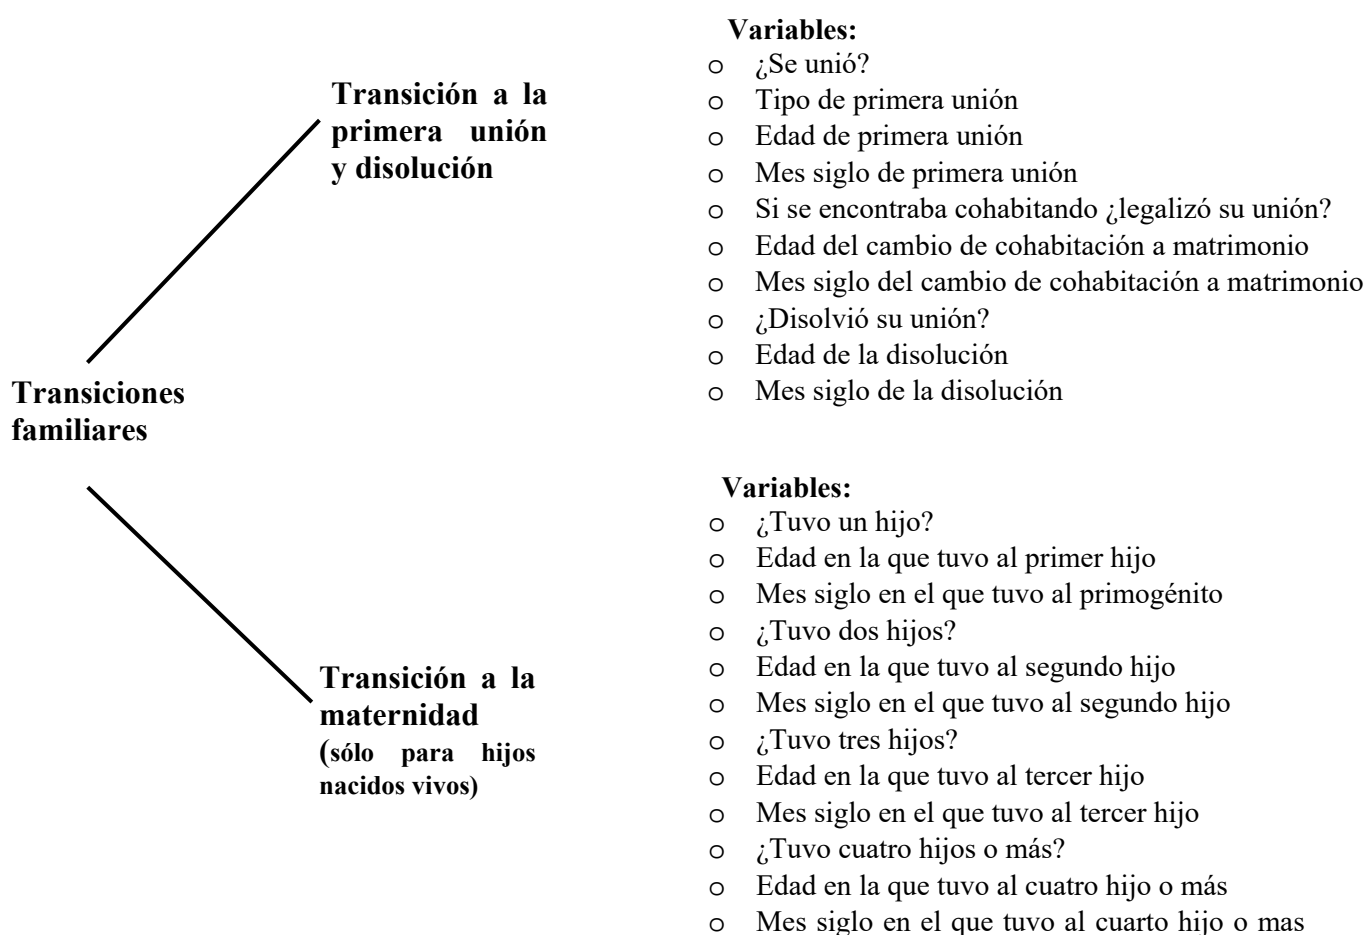 Transiciones
familiares
Transición a la
primera unión
y disolución
Variables:
o ¿Se unió?
o Tipo de primera unión
o Edad de primera unión
o Mes siglo de primera unión
o Si se encontraba cohabitando ¿legalizó su unión?
o Edad del cambio de cohabitación a matrimonio
o Mes siglo del cambio de cohabitación a matrimonio
o ¿Disolvió su unión?
o Edad de la disolución
o Mes siglo de la disolución
Transición a la
maternidad
(sólo para hijos
nacidos vivos)
Variables:
o ¿Tuvo un hijo?
o Edad en la que tuvo al primer hijo
o Mes siglo en el que tuvo al primogénito
o ¿Tuvo dos hijos?
o Edad en la que tuvo al segundo hijo
o Mes siglo en el que tuvo al segundo hijo
o ¿Tuvo tres hijos?
o Edad en la que tuvo al tercer hijo
o Mes siglo en el que tuvo al tercer hijo
o ¿Tuvo cuatro hijos o más?
o Edad en la que tuvo al cuatro hijo o más
o Mes siglo en el que tuvo al cuarto hijo o mas